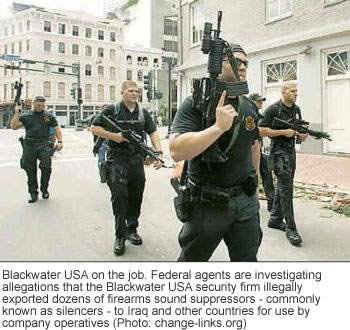 Blackwater USA on the job. Federal agents are investigating
allegations that the Blackwater USA security firm illegally
exported dozens of firearms sound suppressors - commonly
known as silencers - to Iraq and other countries for use by
company operatives (Photo: change-links.org)